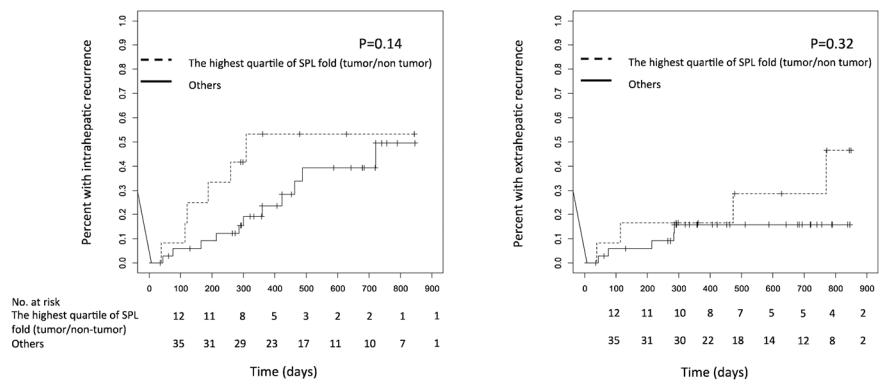 P=0.14
The highest quartile of SPL fold (tumor/non tumor)
Others
Percent with intrahepatic recurrence
1.0
0.9
0.8
0.7
0.6
0.5
0.4
0.3
0.2
0.1
0.0
0 100 200 300 400 500 600 700 800 900
No. at risk
The highest quartile of SPL
fold (tumor/non-tumor)
12 11 8 5 3 2 2 1 1
Others 35 31 29 23 17 11 10 7 1
Time (days)
P=0.32
The highest quartile of SPL fold (tumor/non tumor)
Others
Percent with extrahepatic recurrence
1.0
0.9
0.8
0.7
0.6
0.5
0.4
0.3
0.2
0.1
0.0
0 100 200 300 400 500 600 700 800 900
12 11 10 8 7 5 5 4 2
35 31 30 22 18 14 12 8 2
Time (days)